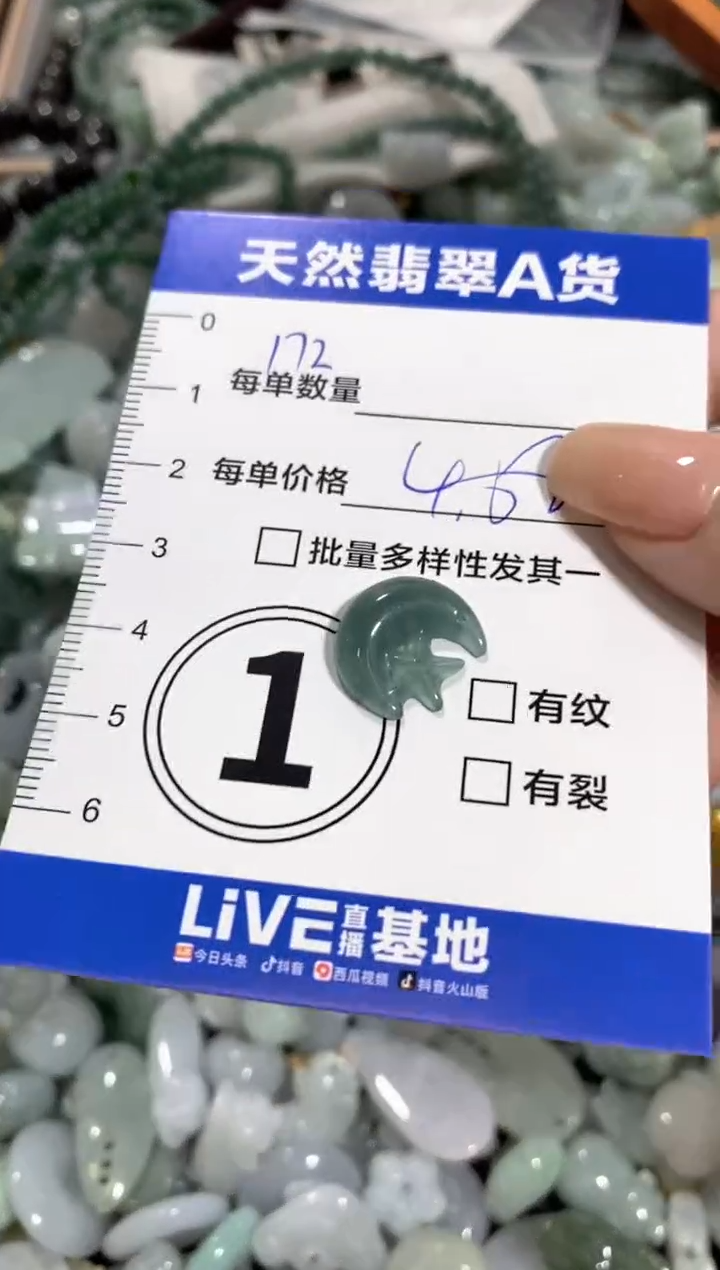 天然翡翠A货
0
172
1 每单数量
2 每单价格 4.6
3 批量多样性发其一
4
1
5 有纹
有裂
6
LiVE直播基地
今日头条 抖音 西瓜视频 抖音火山版